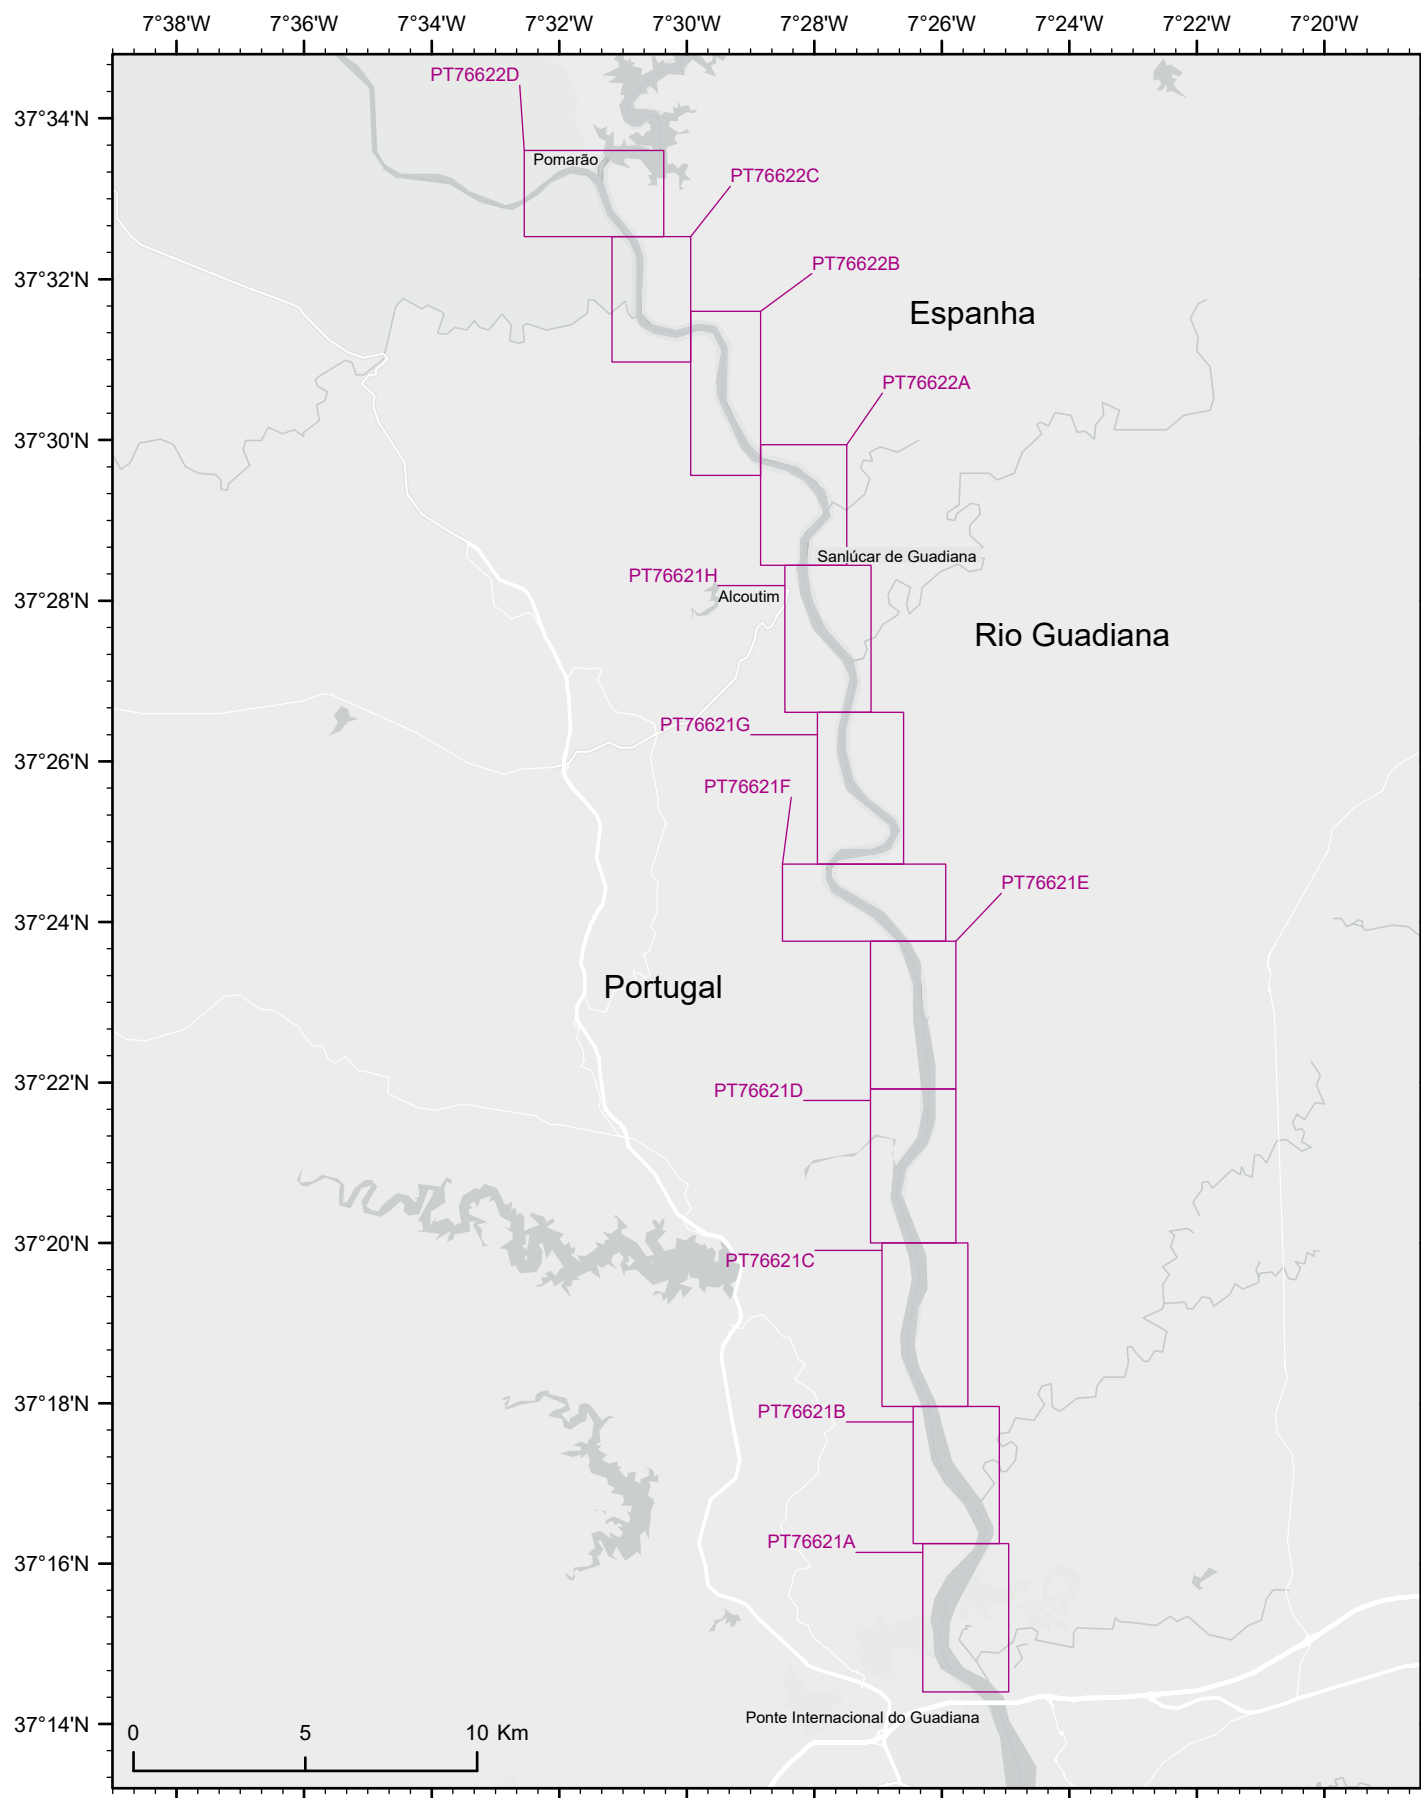 7°38'W 7°36'W 7°34'W 7°32'W 7°30'W 7°28'W 7°26'W 7°24'W 7°22'W 7°20'W
PT76622D
37°34'N
Pomarão
PT76622C
PT76622B
37°32'N
Espanha
PT76622A
37°30'N
Sanlúcar de Guadiana
PT76621H
Alcoutim
37°28'N
Rio Guadiana
PT76621G
37°26'N
PT76621F
PT76621E
37°24'N
Portugal
PT76621D
37°22'N
37°20'N
PT76621C
37°18'N
PT76621B
PT76621A
37°16'N
Ponte Internacional do Guadiana
37°14'N
0 5 10 Km